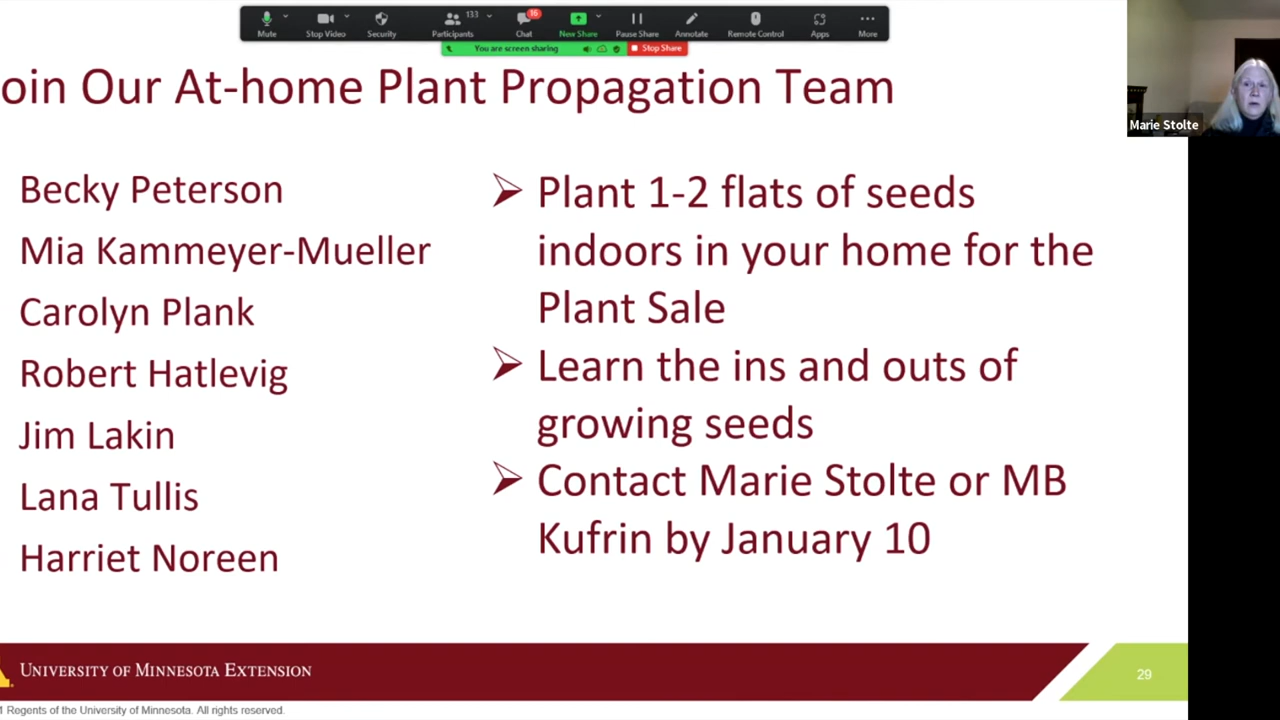 Mute
Stop Video
Security
133
Participants
16
Chat
New Share
Pause Share
Annotate
Remote Control
Apps
More
You are screen sharing
Stop Share
Marie Stolte
oin Our At-home Plant Propagation Team
Becky Peterson
Mia Kammeyer-Mueller
Carolyn Plank
Robert Hatlevig
Jim Lakin
Lana Tullis
Harriet Noreen
Plant 1-2 flats of seeds
indoors in your home for the
Plant Sale
Learn the ins and outs of
growing seeds
Contact Marie Stolte or MB
Kufrin by January 10
UNIVERSITY OF MINNESOTA EXTENSION
29
1 Regents of the University of Minnesota. All rights reserved.